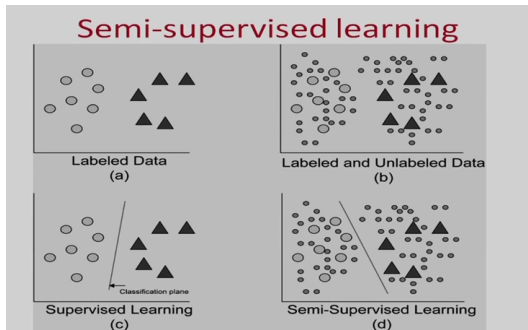 Semi-supervised learning
Labeled Data
(a)
Labeled and Unlabeled Data
(b)
Classification plane
Supervised Learning
(c)
Semi-Supervised Learning
(d)